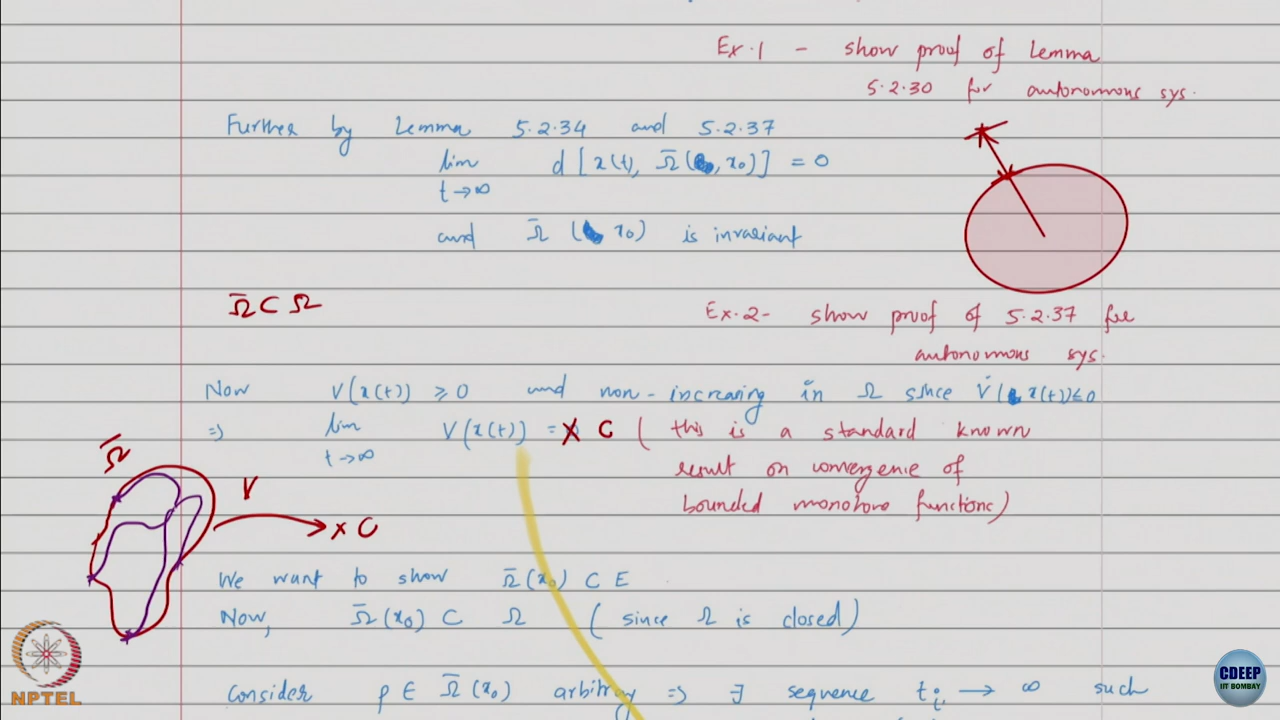 Ex.1 - show proof of Lemma
5.2.30 for autonomous sys.
Further by Lemma 5.2.34 and 5.2.37
lim d [x(t), Ω̄(, x₀)] = 0
t→∞
and Ω̄ ( x₀) is invariant
Ω̄ ⊂ Ω
Ex.2- show proof of 5.2.37 for
autonomous sys.
Now V(x(t)) ≥ 0 and non-increasing in Ω since V̇( x(t)) ≤ 0
⇒ lim V(x(t)) = C ( this is a standard known
t→∞
result on convergence of
bounded monotone functions)
Ω̄
V
x C
We want to show Ω̄(x₀) ⊂ E
Now, Ω̄(x₀) ⊂ Ω ( since Ω is closed)
Consider p ∈ Ω̄(x₀) arbitrary ⇒ ∃ sequence tᵢ → ∞ such
NPTEL
CDEEP
IIT BOMBAY